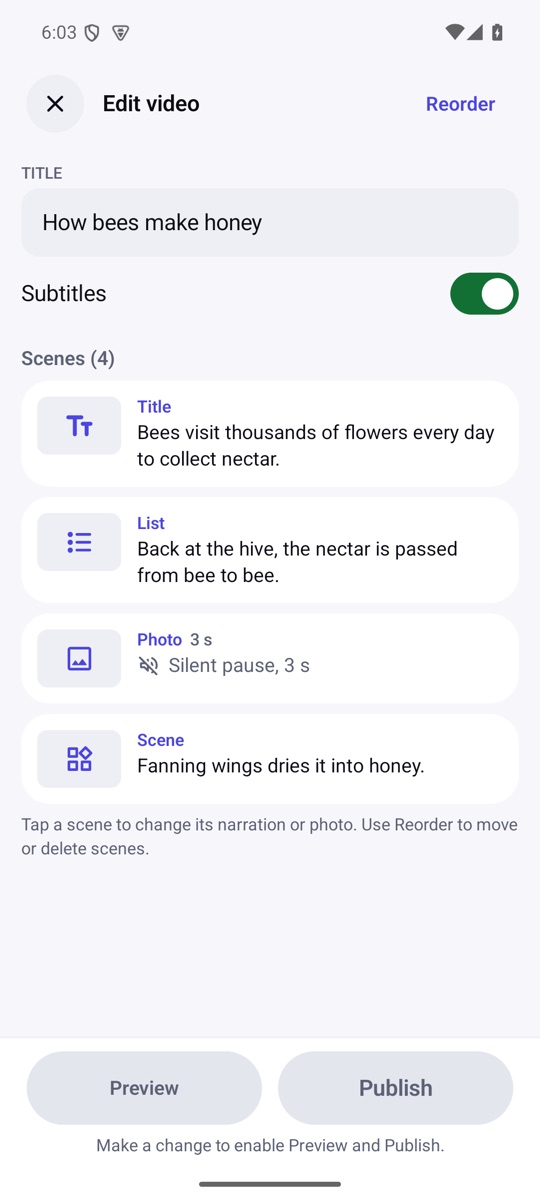 6:03
Edit video
Reorder
TITLE
How bees make honey
Subtitles
Scenes (4)
Title
Bees visit thousands of flowers every day
to collect nectar.
List
Back at the hive, the nectar is passed
from bee to bee.
Photo 3 s
Silent pause, 3 s
Scene
Fanning wings dries it into honey.
Tap a scene to change its narration or photo. Use Reorder to move
or delete scenes.
Preview
Publish
Make a change to enable Preview and Publish.